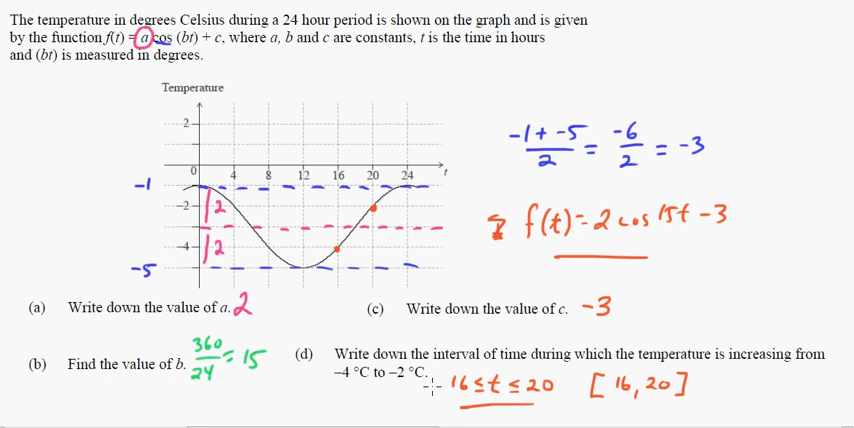 The temperature in degrees Celsius during a 24 hour period is shown on the graph and is given
by the function f(t) = a cos (bt) + c, where a, b and c are constants, t is the time in hours
and (bt) is measured in degrees.
Temperature
2
0
4 8 12 16 20 24 t
-1
-2
2
-4
2
-5
-1 + -5 / 2 = -6 / 2 = -3
f(t) = 2 cos 15t - 3
(a) Write down the value of a. 2
(c) Write down the value of c. -3
(b) Find the value of b. 360/24 = 15
(d) Write down the interval of time during which the temperature is increasing from
–4 °C to –2 °C.
16 ≤ t ≤ 20 [16, 20]